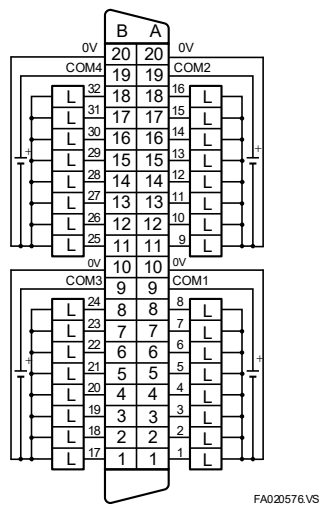 B A
0V 20 20 0V
COM4 19 19 COM2
L 32 18 18 16 L
L 31 17 17 15 L
L 30 16 16 14 L
L 29 15 15 13 L
L 28 14 14 12 L
L 27 13 13 11 L
L 26 12 12 10 L
L 25 11 11 9 L
0V 10 10 0V
COM3 9 9 COM1
L 24 8 8 8 L
L 23 7 7 7 L
L 22 6 6 6 L
L 21 5 5 5 L
L 20 4 4 4 L
L 19 3 3 3 L
L 18 2 2 2 L
L 17 1 1 1 L
+ +
+ +
FA020576.VS